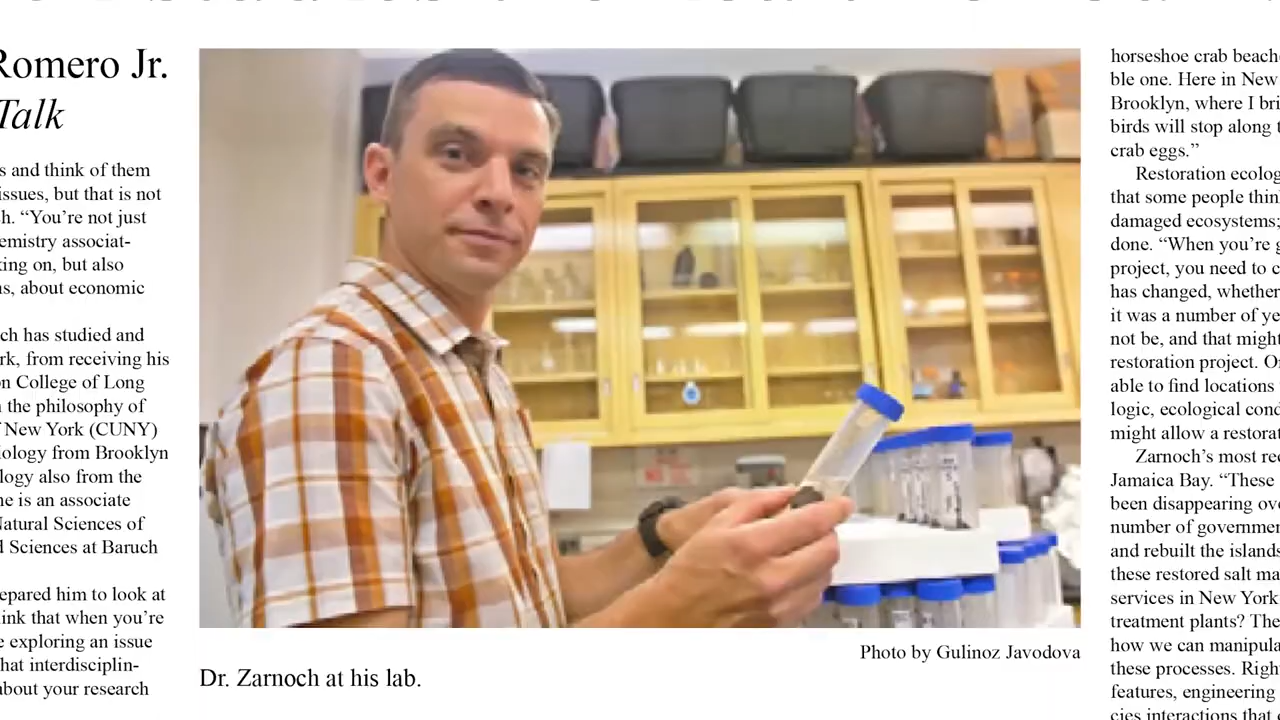 Romero Jr.
Talk
s and think of them
issues, but that is not
h. “You’re not just
emistry associat-
king on, but also
ns, about economic
ch has studied and
rk, from receiving his
on College of Long
n the philosophy of
f New York (CUNY)
iology from Brooklyn
logy also from the
he is an associate
Natural Sciences of
d Sciences at Baruch
epared him to look at
ink that when you’re
e exploring an issue
hat interdisciplin-
about your research
Photo by Gulinoz Javodova
Dr. Zarnoch at his lab.
horseshoe crab beache
ble one. Here in New
Brooklyn, where I bri
birds will stop along t
crab eggs.”
Restoration ecolog
that some people thin
damaged ecosystems;
done. “When you’re g
project, you need to c
has changed, whether
it was a number of ye
not be, and that might
restoration project. On
able to find locations
logic, ecological cond
might allow a restorat
Zarnoch’s most rec
Jamaica Bay. “These
been disappearing ove
number of governmen
and rebuilt the islands
these restored salt ma
services in New York
treatment plants? The
how we can manipula
these processes. Right
features, engineering
cies interactions that c